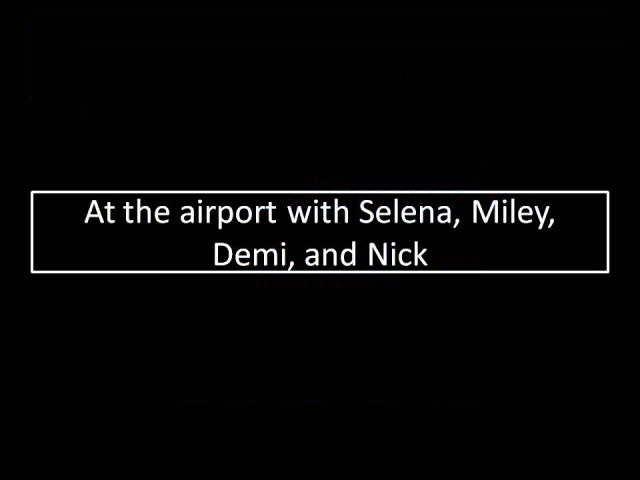 At the airport with Selena, Miley,
Demi, and Nick